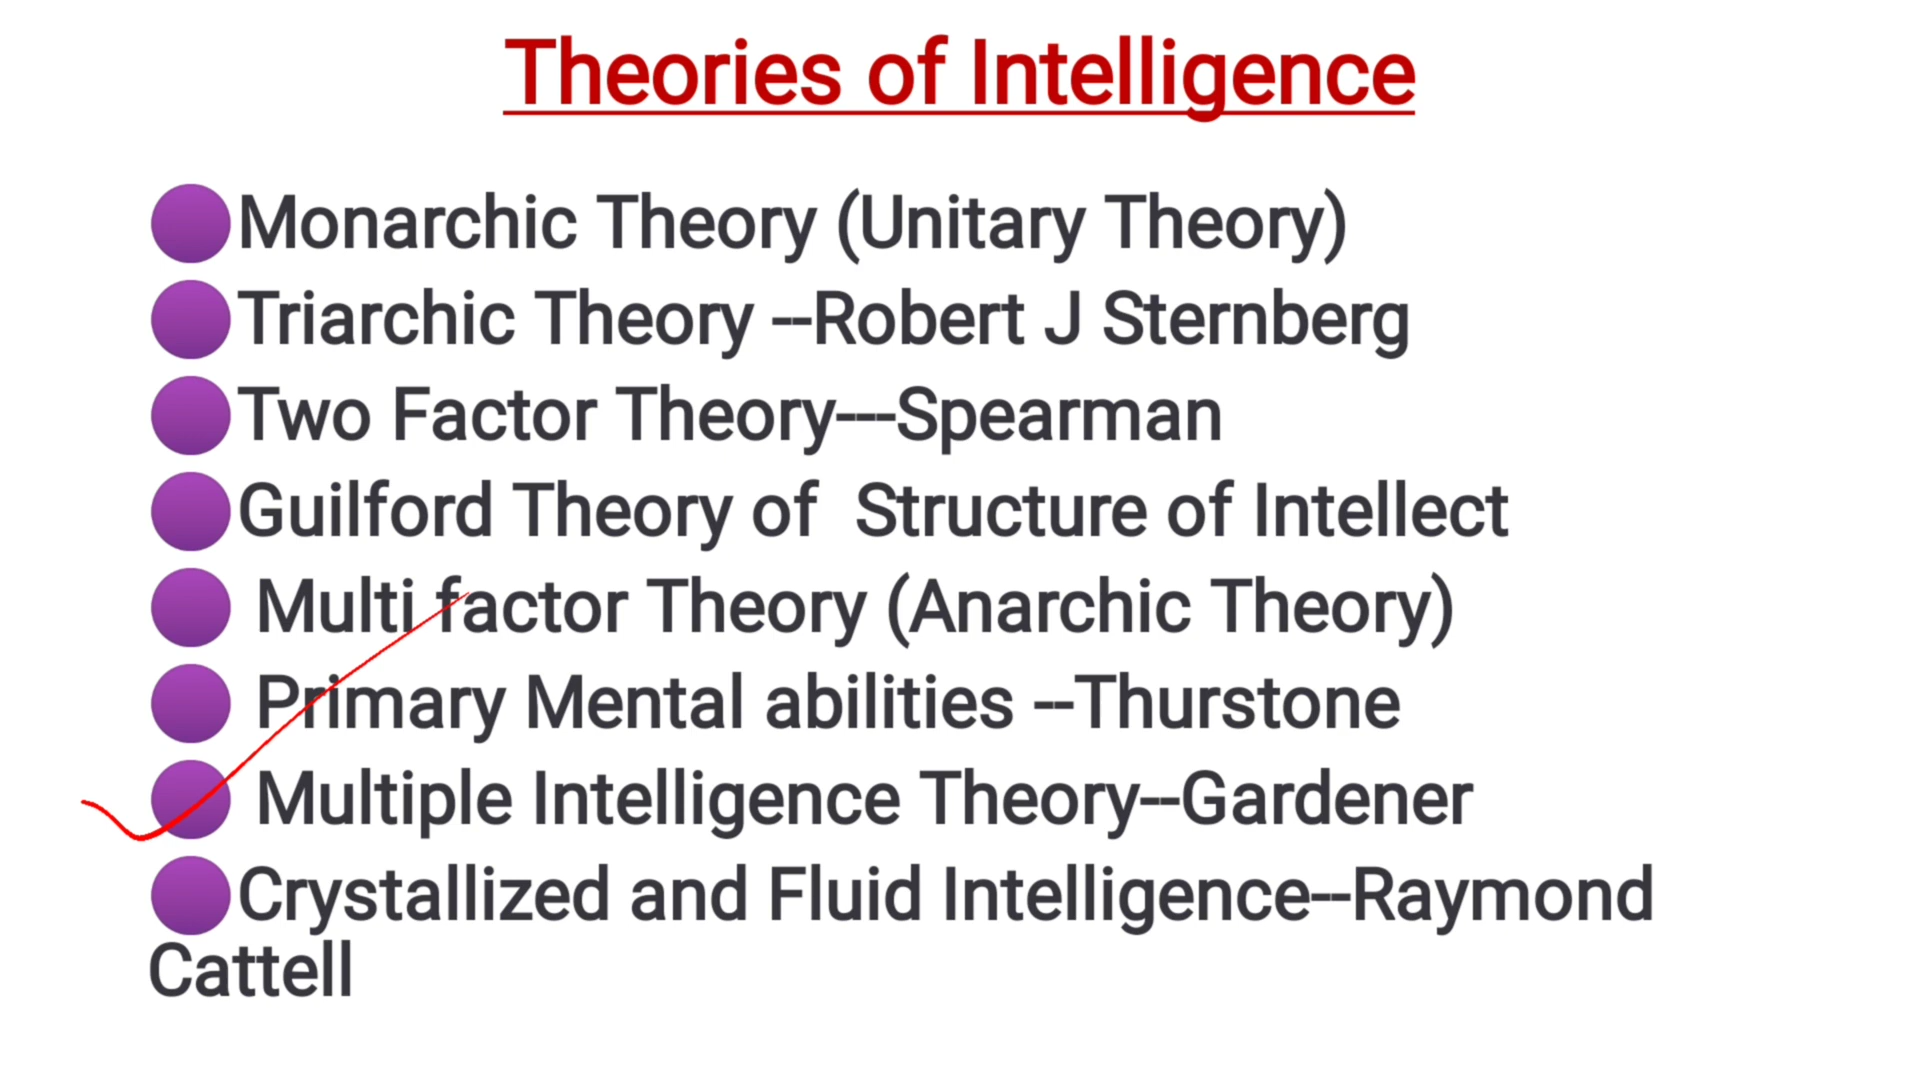 Theories of Intelligence
Monarchic Theory (Unitary Theory)
Triarchic Theory --Robert J Sternberg
Two Factor Theory---Spearman
Guilford Theory of  Structure of Intellect
Multi factor Theory (Anarchic Theory)
Primary Mental abilities --Thurstone
Multiple Intelligence Theory--Gardener
Crystallized and Fluid Intelligence--Raymond
Cattell